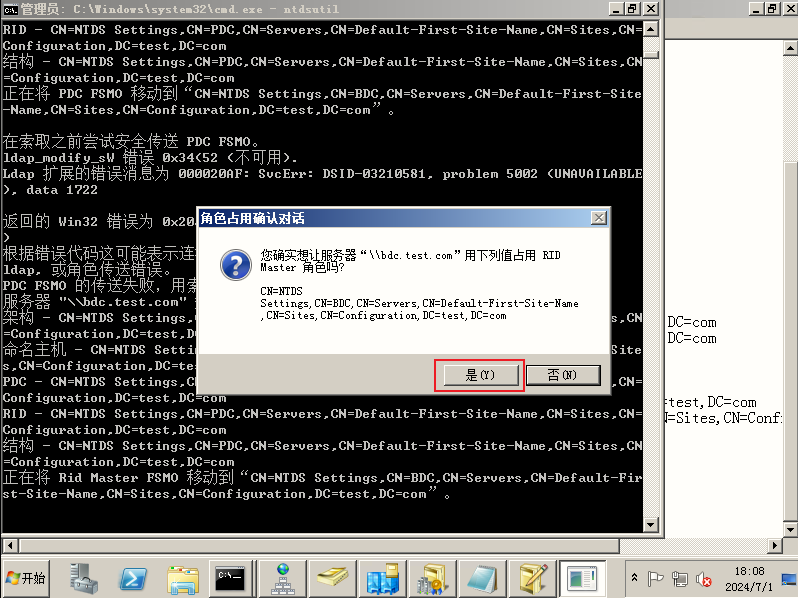 管理员: C:\Windows\system32\cmd.exe - ntdsutil
RID - CN=NTDS Settings,CN=PDC,CN=Servers,CN=Default-First-Site-Name,CN=Sites,CN
=Configuration,DC=test,DC=com
结构 - CN=NTDS Settings,CN=PDC,CN=Servers,CN=Default-First-Site-Name,CN=Sites,CN
=Configuration,DC=test,DC=com
正在将 PDC FSMO 移动到“CN=NTDS Settings,CN=BDC,CN=Servers,CN=Default-First-Site
-Name,CN=Sites,CN=Configuration,DC=test,DC=com”。
在索取之前尝试安全传送 PDC FSMO。
ldap_modify_sW 错误 0x34(52 (不可用).
Ldap 扩展的错误消息为 000020AF: SvcErr: DSID-03210581, problem 5002 (UNAVAILABLE
), data 1722
返回的 Win32 错误为 0x20
)
根据错误代码这可能表示连
ldap, 或角色传送错误。
PDC FSMO 的传送失败，用索
服务器 "\\bdc.test.com"
架构 - CN=NTDS Settings,CN
s,CN
=Configuration,DC=test,DC=
命名主机 - CN=NTDS Setti
Site
s,CN=Configuration,DC=test
PDC - CN=NTDS Settings,CN=
,CN
=Configuration,DC=test,DC=com
RID - CN=NTDS Settings,CN=PDC,CN=Servers,CN=Default-First-Site-Name,CN=Sites,CN
=Configuration,DC=test,DC=com
结构 - CN=NTDS Settings,CN=PDC,CN=Servers,CN=Default-First-Site-Name,CN=Sites,CN
=Configuration,DC=test,DC=com
正在将 Rid Master FSMO 移动到“CN=NTDS Settings,CN=BDC,CN=Servers,CN=Default-Fir
st-Site-Name,CN=Sites,CN=Configuration,DC=test,DC=com”。
角色占用确认对话
您确实想让服务器“\\bdc.test.com”用下列值占用 RID
Master 角色吗?
CN=NTDS
Settings,CN=BDC,CN=Servers,CN=Default-First-Site-Name
,CN=Sites,CN=Configuration,DC=test,DC=com
是(Y)
否(N)
DC=com
DC=com
=test,DC=com
N=Sites,CN=Confi
开始
C:\
18:08
2024/7/1